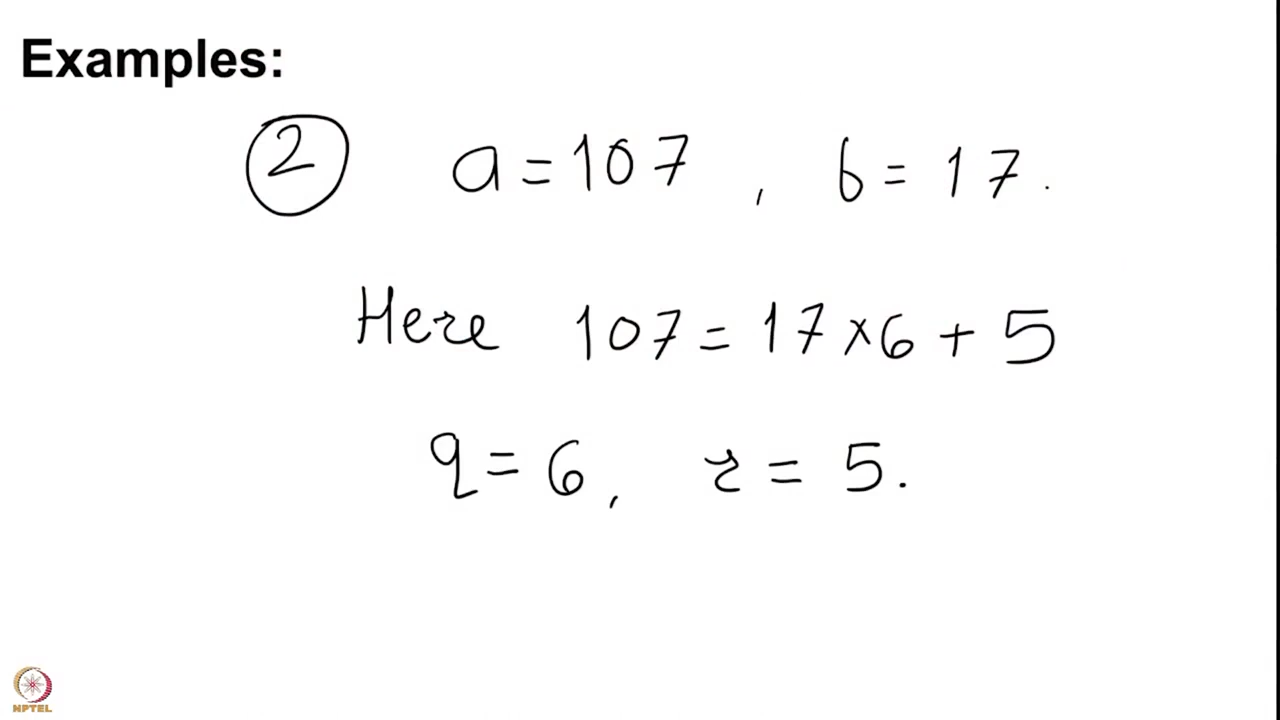 Examples:
2 a = 107 , b = 17 .
Here 107 = 17 × 6 + 5
q = 6 , r = 5 .
NPTEL